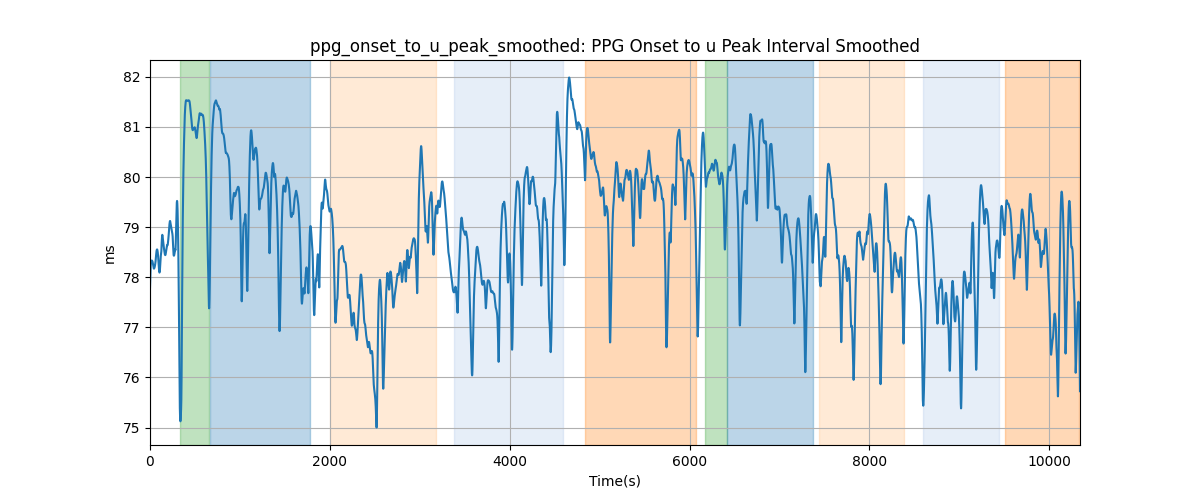 ppg_onset_to_u_peak_smoothed: PPG Onset to u Peak Interval Smoothed
82
81
80
79
78
77
76
75
ms
0 2000 4000 6000 8000 10000
Time(s)